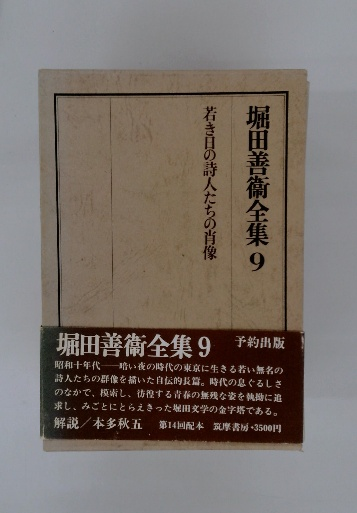 堀田善衞全集9
若き日の詩人たちの肖像
堀田善衞全集9
予約出版
昭和十年代――暗い夜の時代の東京に生きる若い無名の
詩人たちの群像を描いた自伝的長篇。時代の息ぐるしさ
のなかで、模索し、彷徨する青春の無残な姿を執拗に追
求し、みごとにとらえきった堀田文学の金字塔である。
解説/本多秋五 第14回配本 筑摩書房・3500円